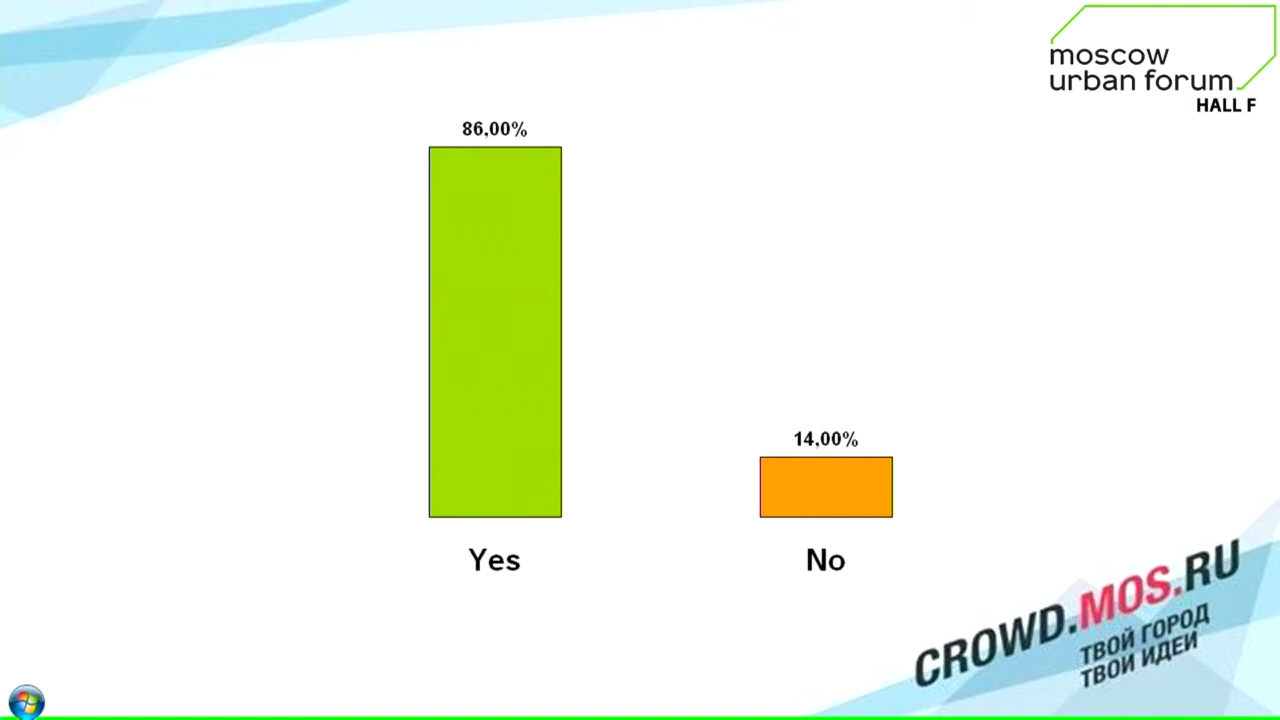 moscow
urban forum
HALL F
86,00%
14,00%
Yes
No
CROWD.MOS.RU
ТВОЙ ГОРОД
ТВОИ ИДЕИ